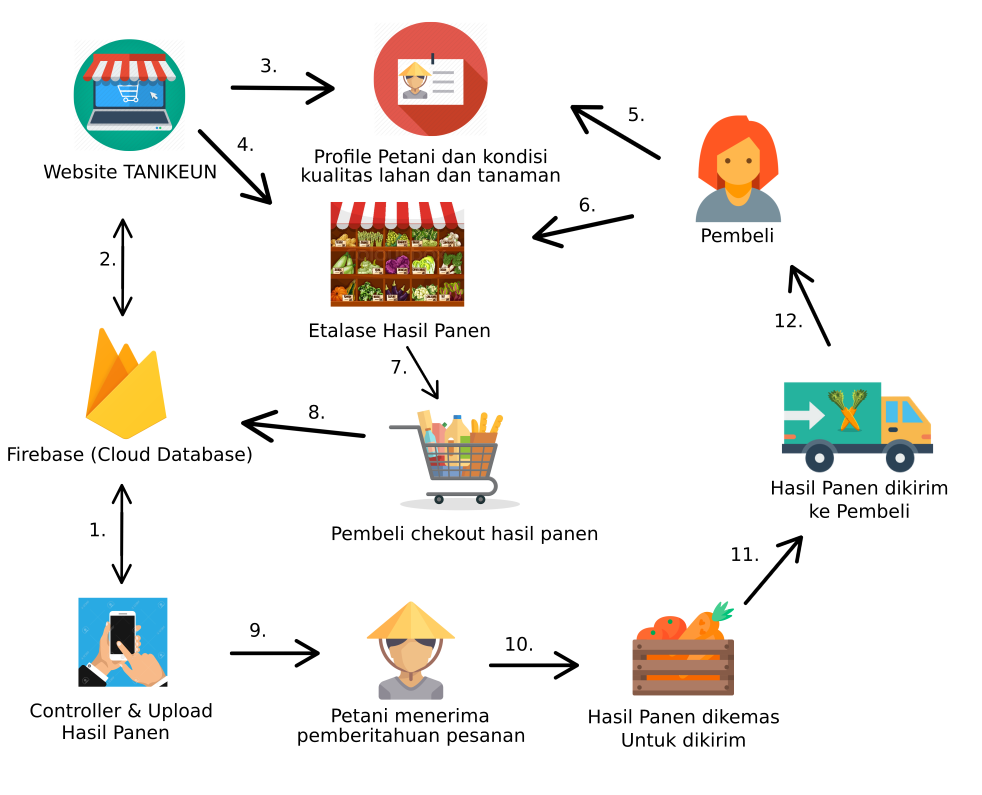 3.
Website TANIKEUN
4.
Profile Petani dan kondisi
kualitas lahan dan tanaman
5.
6.
Pembeli
2.
Etalase Hasil Panen
7.
12.
8.
Firebase (Cloud Database)
Pembeli chekout hasil panen
Hasil Panen dikirim
ke Pembeli
1.
11.
9.
10.
Controller & Upload
Hasil Panen
Petani menerima
pemberitahuan pesanan
Hasil Panen dikemas
Untuk dikirim